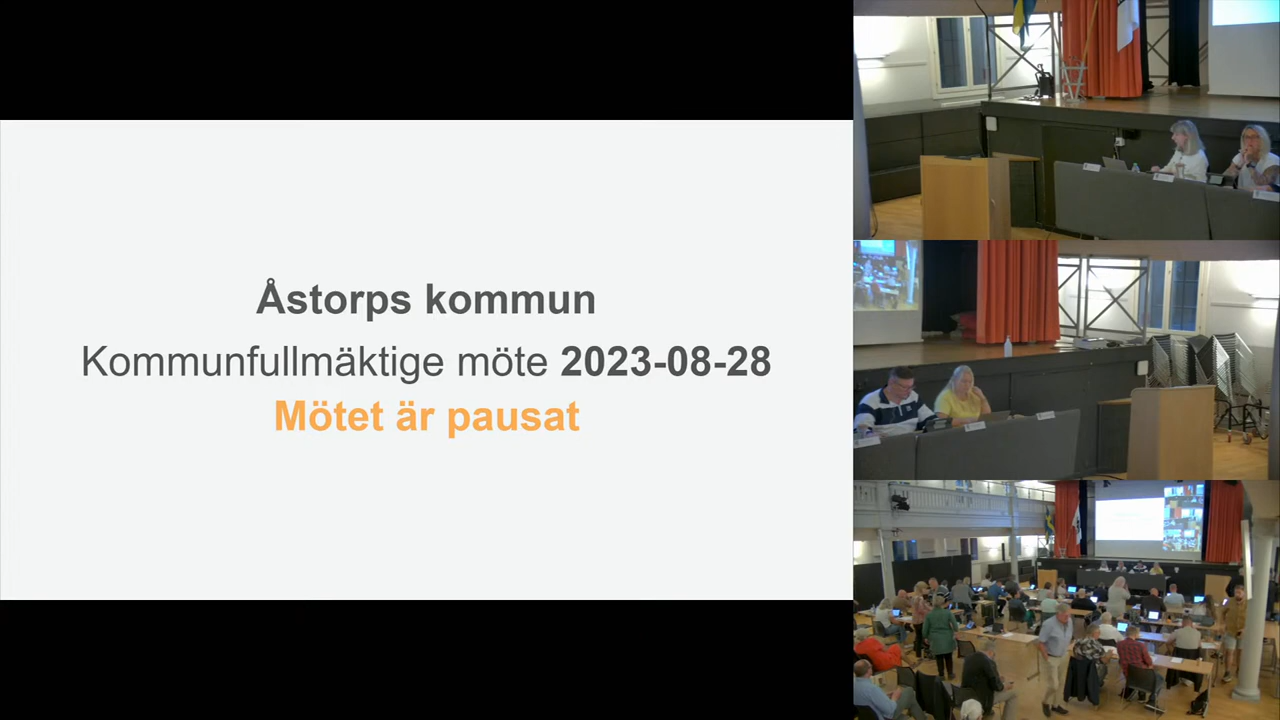 Åstorps kommun
Kommunfullmäktige möte 2023-08-28
Mötet är pausat